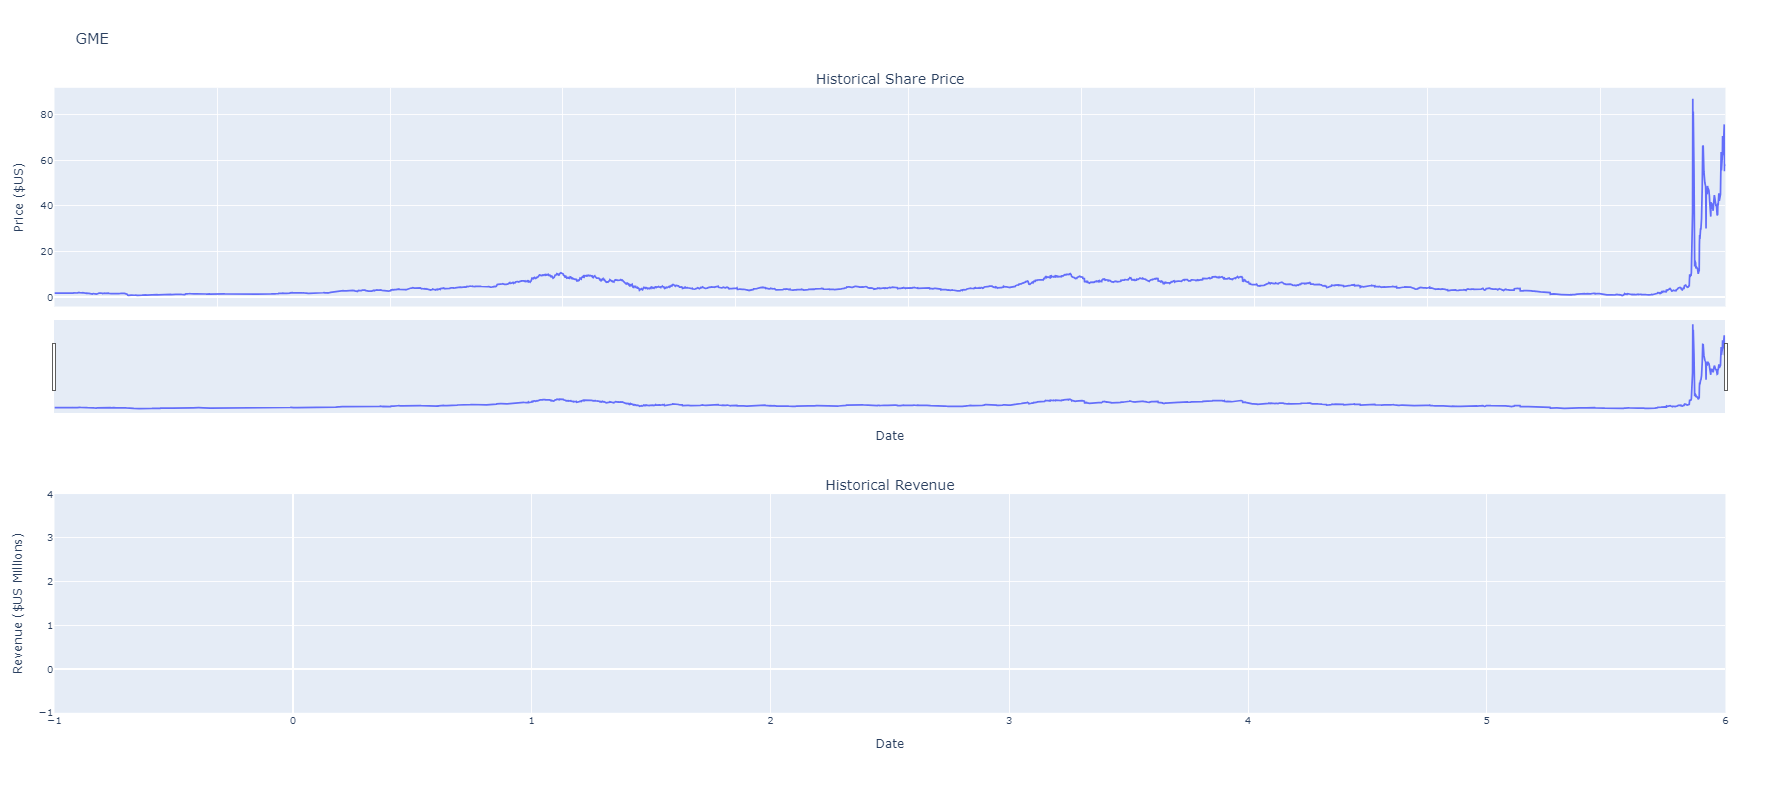 GME
Historical Share Price
80
60
40
20
0
Price ($US)
Date
Historical Revenue
4
3
2
1
0
−1
Revenue ($US Millions)
−1 0 1 2 3 4 5 6
Date